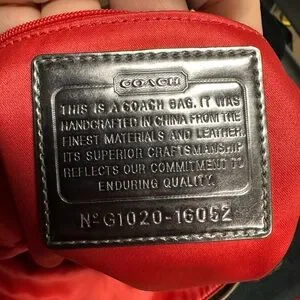 COACH
THIS IS A COACH BAG. IT WAS
HANDCRAFTED IN CHINA FROM THE
FINEST MATERIALS AND LEATHER.
ITS SUPERIOR CRAFTSMANSHIP
REFLECTS OUR COMMITMENT TO
ENDURING QUALITY.
Nº G1020-16052